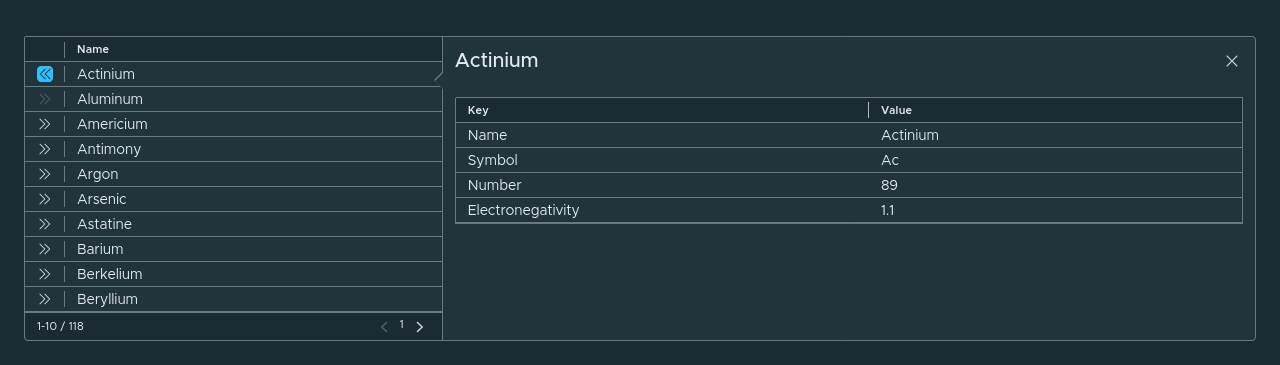 Name
Actinium
Aluminum
Americium
Antimony
Argon
Arsenic
Astatine
Barium
Berkelium
Beryllium
1-10 / 118
1
Actinium
Key Value
Name Actinium
Symbol Ac
Number 89
Electronegativity 1.1